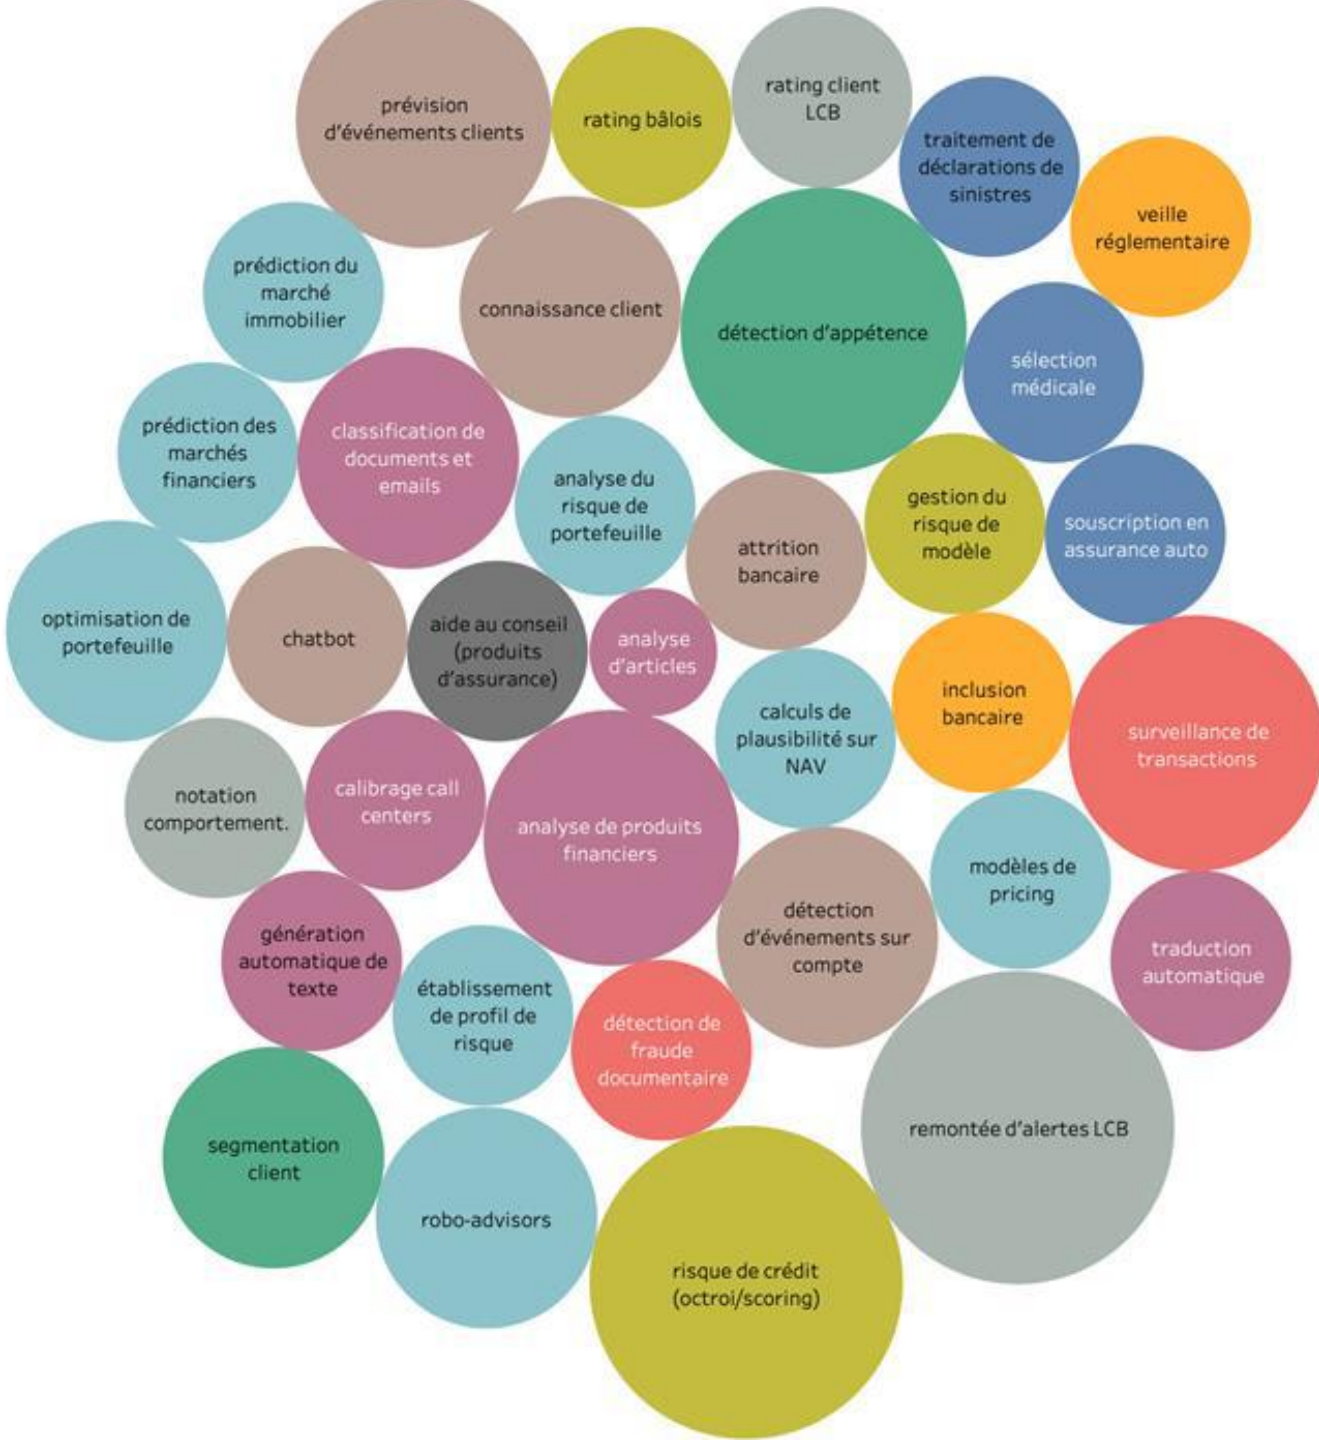 prévision
d'événements clients
rating bâlois
rating client
LCB
traitement de
déclarations de
sinistres
veille
réglementaire
prédiction du
marché
immobilier
connaissance client
détection d'appétence
sélection
médicale
prédiction des
marchés
financiers
classification de
documents et
emails
analyse du
risque de
portefeuille
attrition
bancaire
gestion du
risque de
modèle
souscription en
assurance auto
optimisation de
portefeuille
chatbot
aide au conseil
(produits
d'assurance)
analyse
d'articles
calculs de
plausibilité sur
NAV
inclusion
bancaire
surveillance de
transactions
notation
comportement.
calibrage call
centers
analyse de produits
financiers
modèles de
pricing
génération
automatique de
texte
établissement
de profil de
risque
détection de
fraude
documentaire
détection
d'événements sur
compte
traduction
automatique
segmentation
client
robo-advisors
remontée d'alertes LCB
risque de crédit
(octroi/scoring)